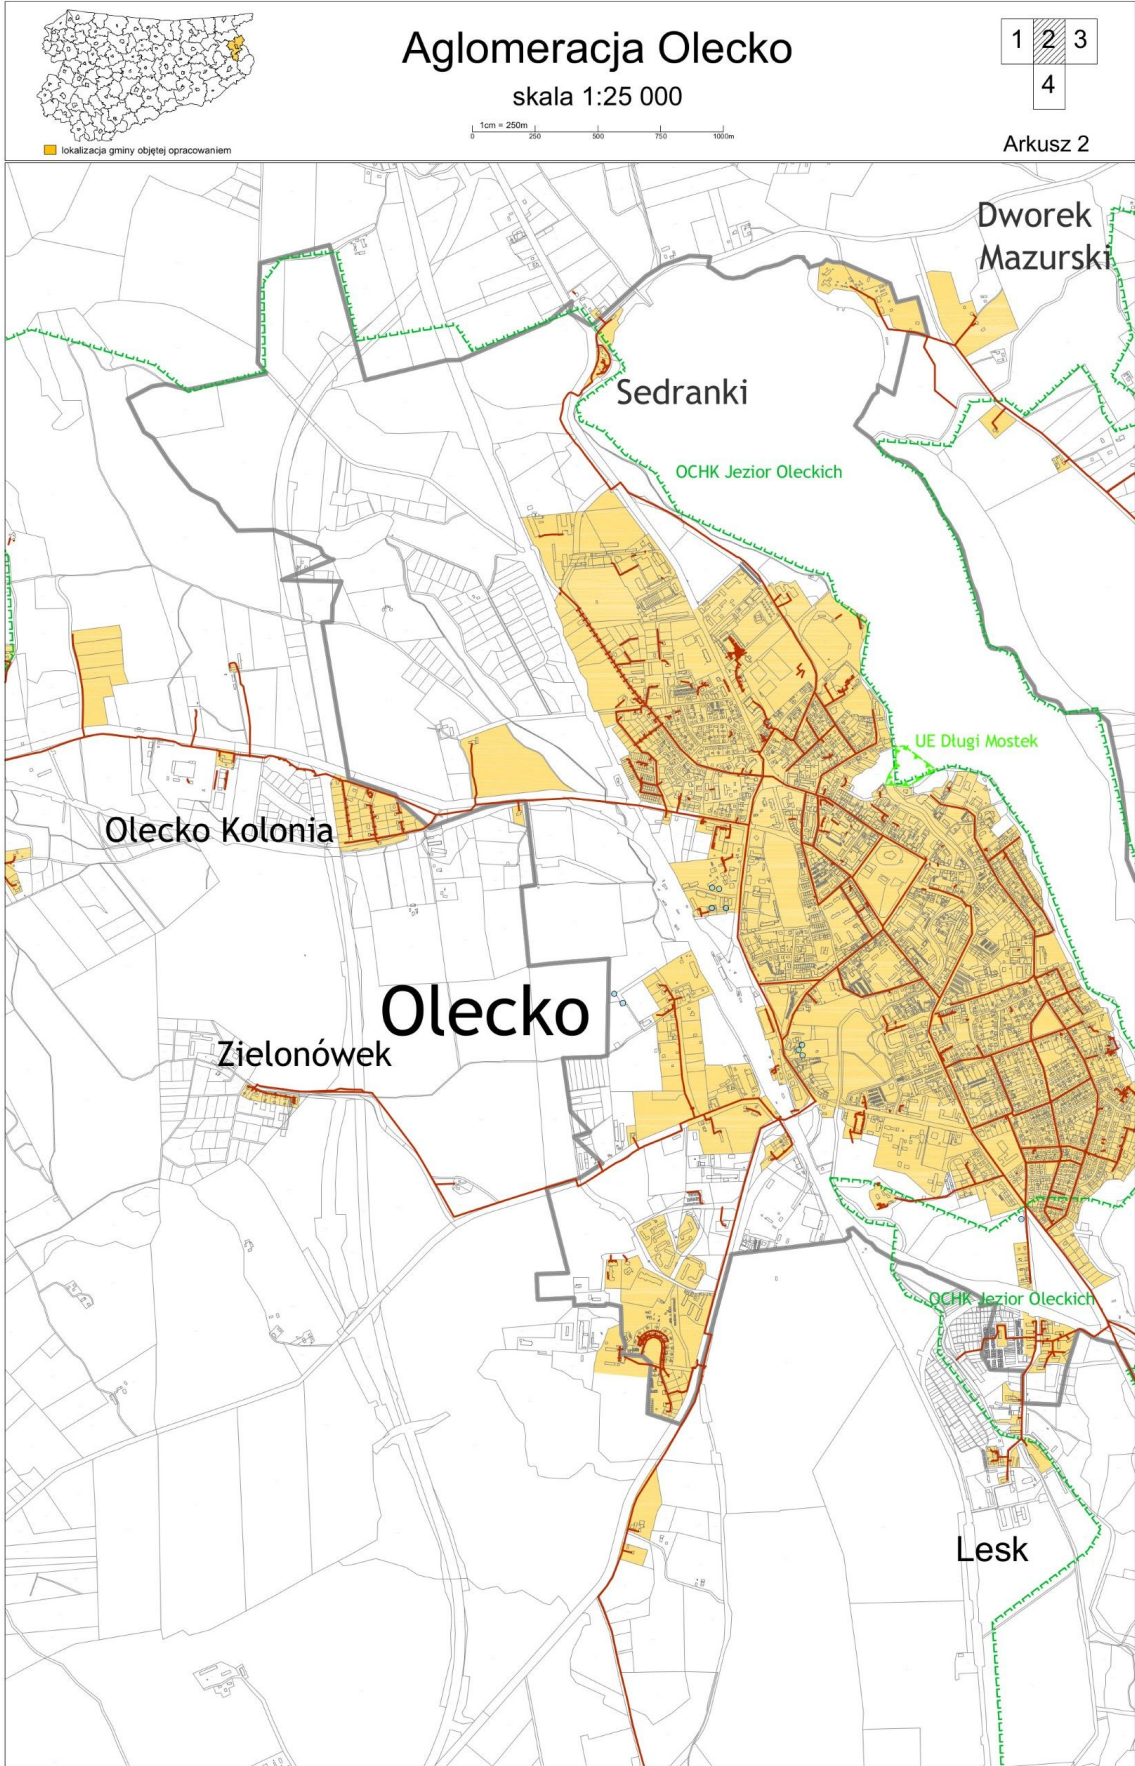 Aglomeracja Olecko
skala 1:25 000
1cm = 250m
0 250 500 750 1000m
lokalizacja gminy objętej opracowaniem
1 2 3
4
Arkusz 2
Dworek
Mazurski
Sedranki
OCHK Jezior Oleckich
UE Długi Mostek
Olecko Kolonia
Olecko
Zielonówek
OCHK Jezior Oleckich
Lesk